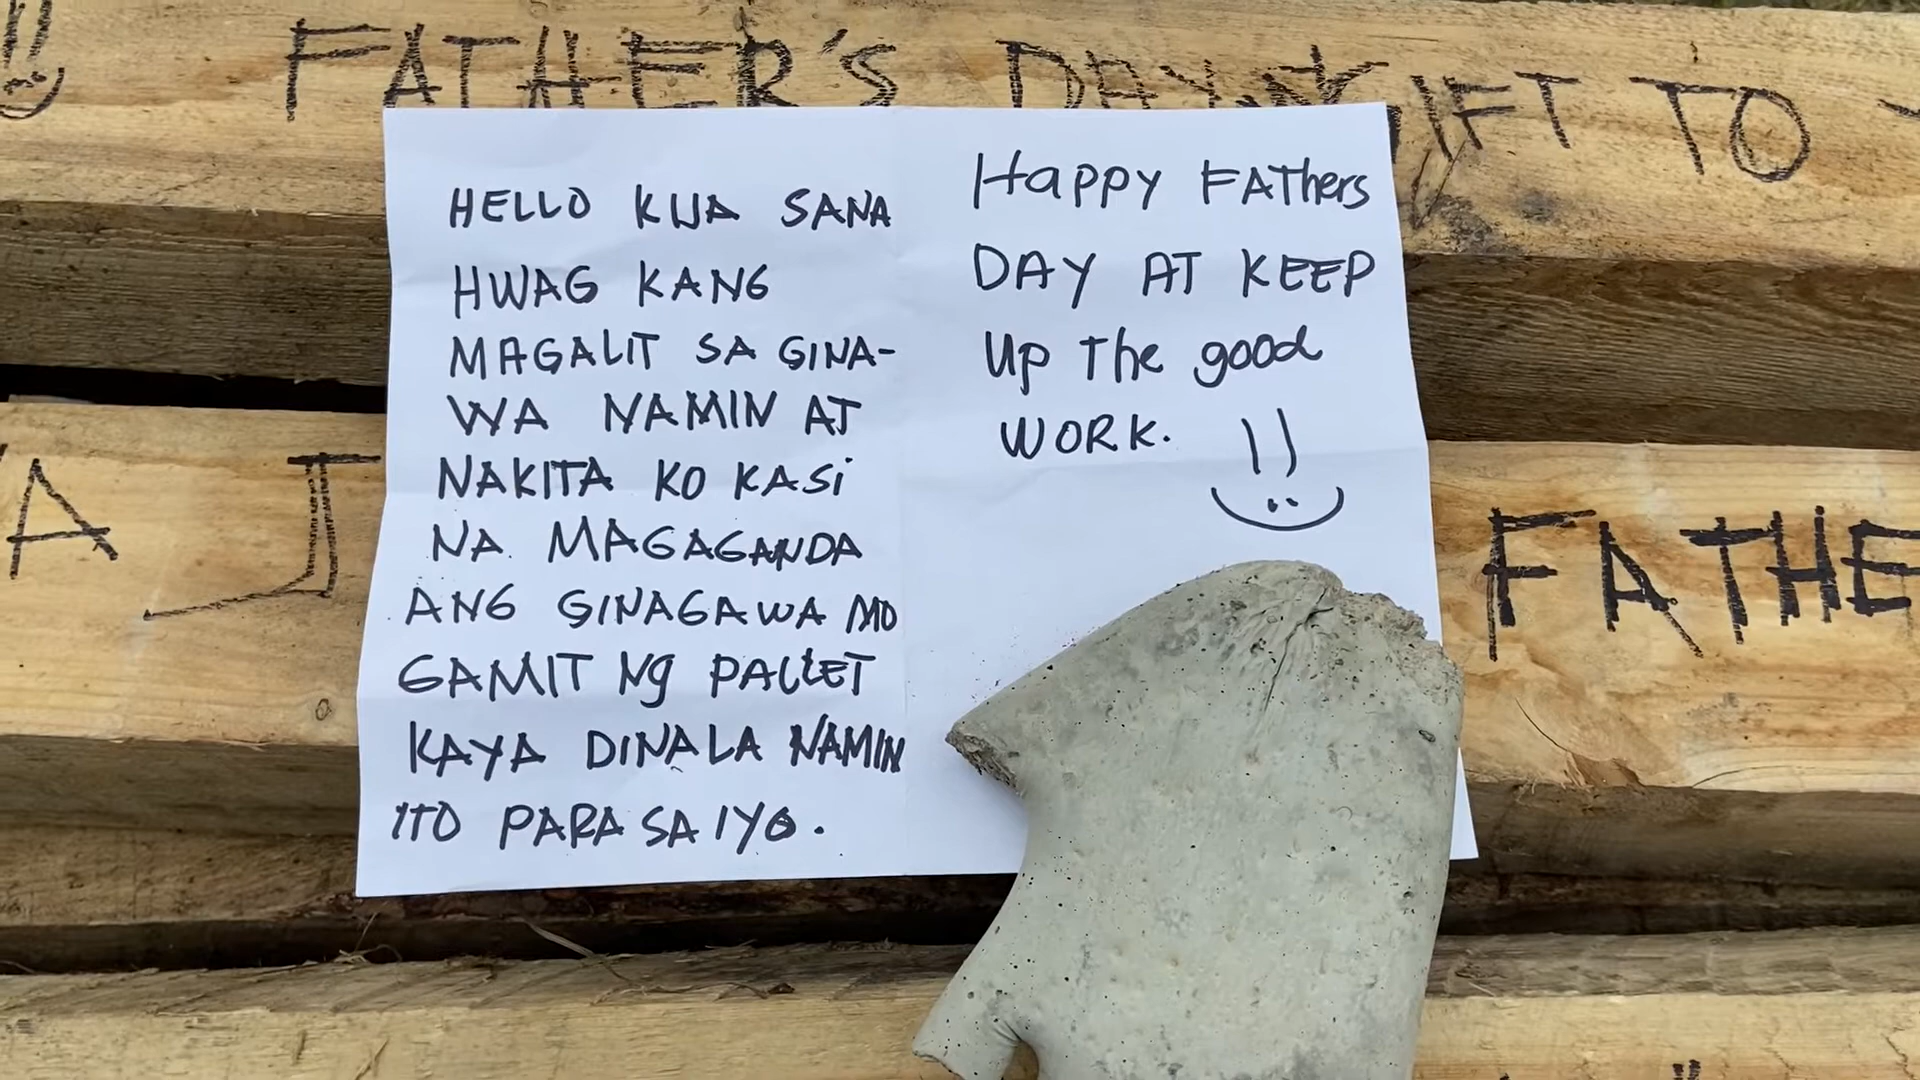 FATHER'S DAY GIFT TO
HELLO KUA SANA
HWAG KANG
MAGALIT SA GINA-
WA NAMIN AT
NAKITA KO KASi
NA MAGAGANDA
ANG GINAGAWA MO
GAMIT Ng PALLET
KAYA DINALA NAMIN
ITO PARA SA IYO.
Happy FAThers
DAY AT KEEP
Up The good
WORK.
A J
FATHE